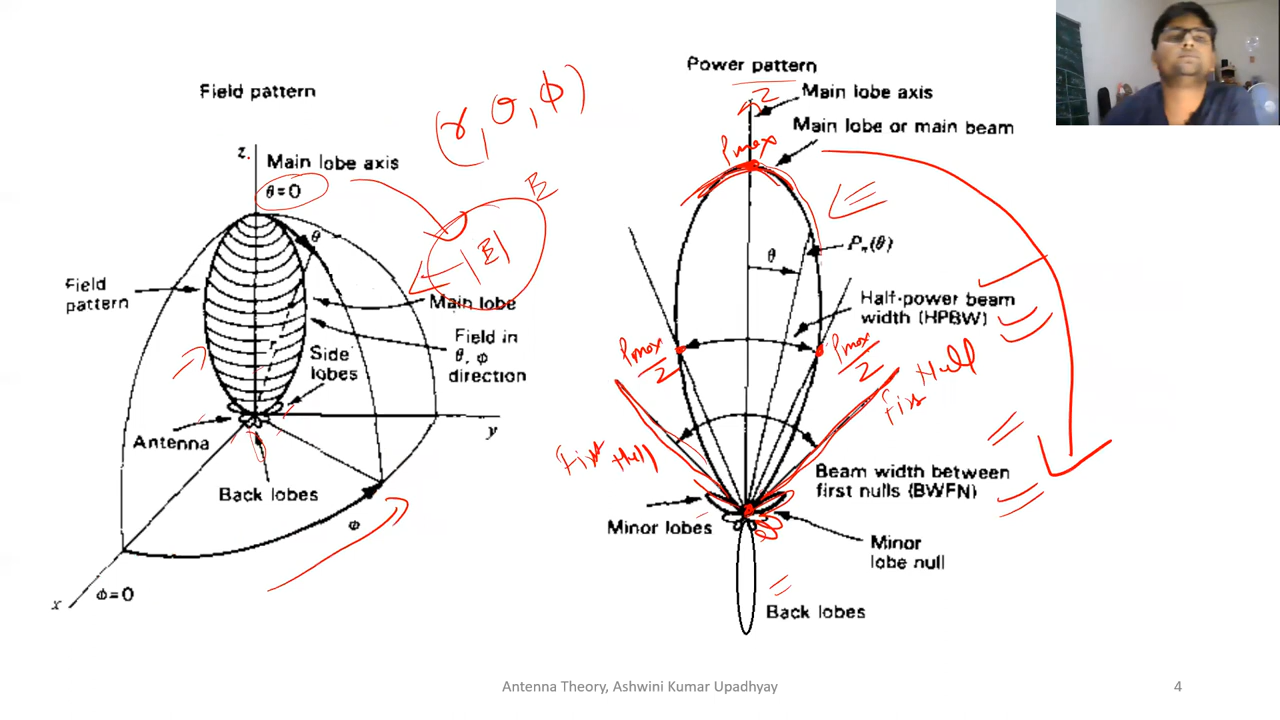 Field pattern
(r, θ, φ)
z
Main lobe axis
θ=0
E
|E|
θ
Field
pattern
Main lobe
Field in
θ, φ
direction
r
Side
lobes
Antenna
y
Back lobes
φ
x
φ=0
Power pattern
z
Main lobe axis
Pmax
Main lobe or main beam
θ
Pn(θ)
Half-power beam
width (HPBW)
Pmax
2
Pmax
2
First Null
Beam width between
first nulls (BWFN)
Minor lobes
Minor
lobe null
Back lobes
Antenna Theory, Ashwini Kumar Upadhyay
4